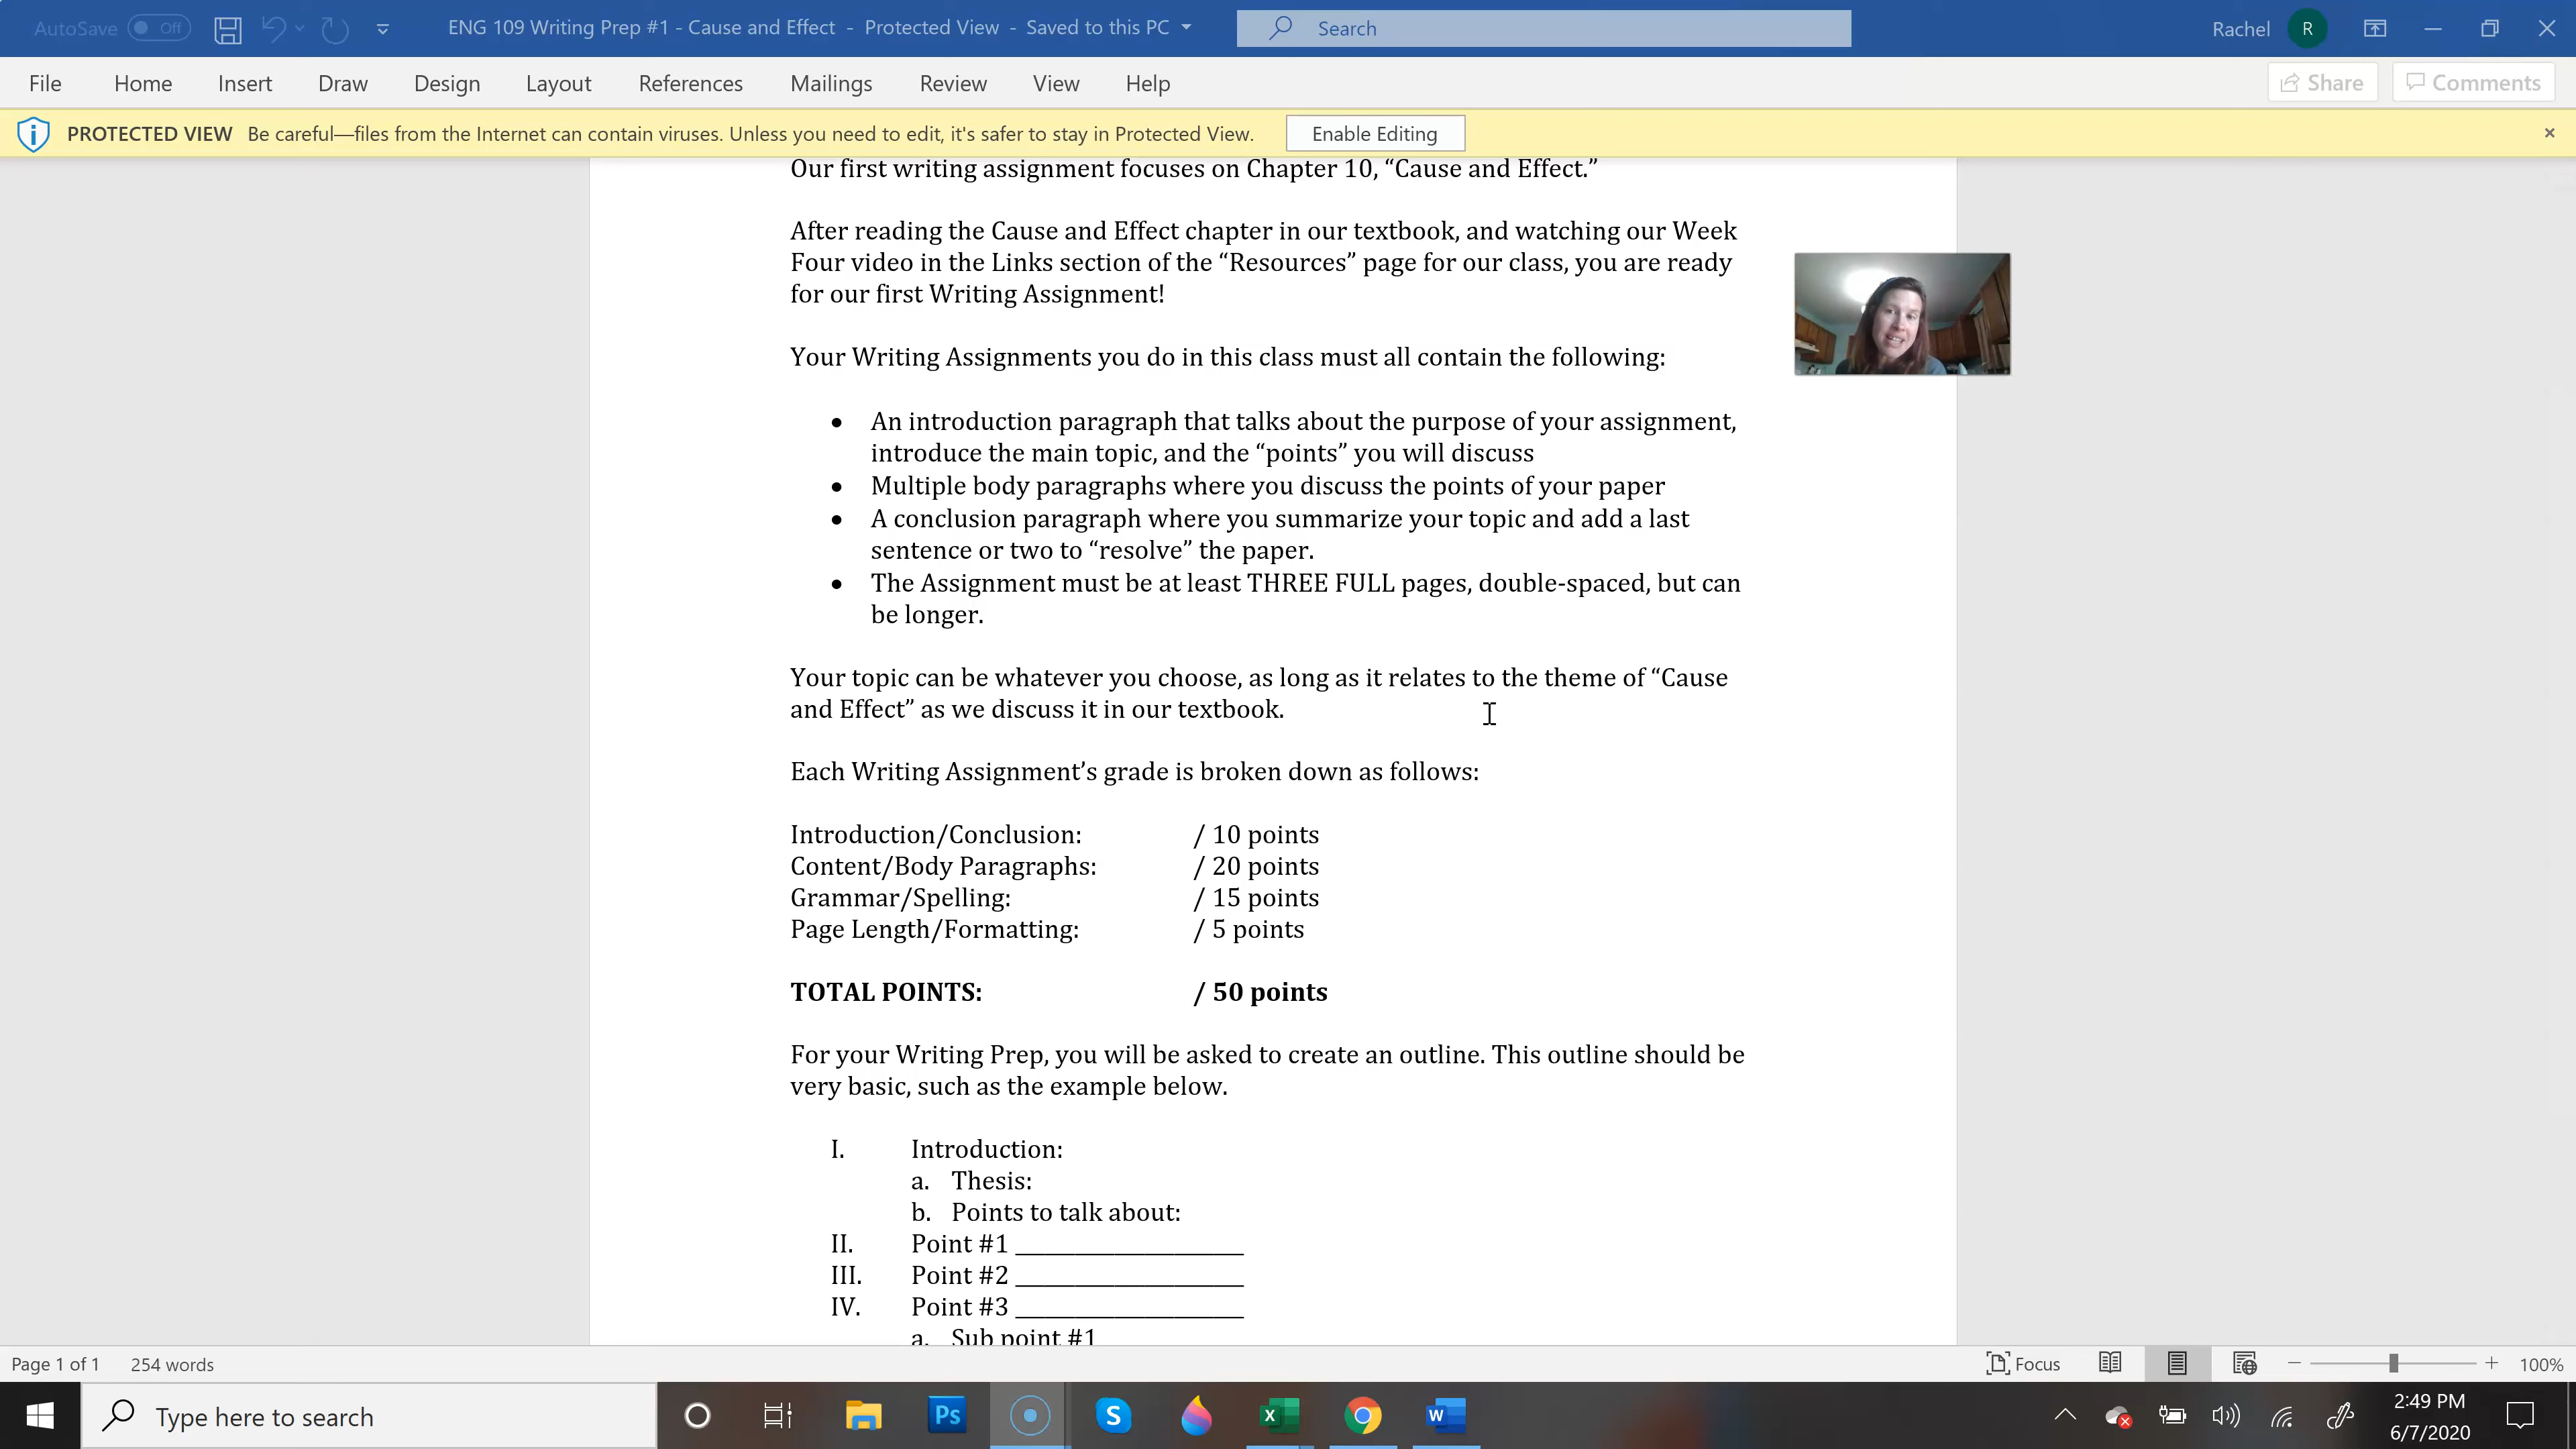 AutoSave Off ENG 109 Writing Prep #1 - Cause and Effect - Protected View - Saved to this PC Search Rachel R
File Home Insert Draw Design Layout References Mailings Review View Help Share Comments
PROTECTED VIEW Be careful—files from the Internet can contain viruses. Unless you need to edit, it's safer to stay in Protected View. Enable Editing
Our first writing assignment focuses on Chapter 10, “Cause and Effect.”
After reading the Cause and Effect chapter in our textbook, and watching our Week
Four video in the Links section of the “Resources” page for our class, you are ready
for our first Writing Assignment!
Your Writing Assignments you do in this class must all contain the following:
• An introduction paragraph that talks about the purpose of your assignment,
introduce the main topic, and the “points” you will discuss
• Multiple body paragraphs where you discuss the points of your paper
• A conclusion paragraph where you summarize your topic and add a last
sentence or two to “resolve” the paper.
• The Assignment must be at least THREE FULL pages, double-spaced, but can
be longer.
Your topic can be whatever you choose, as long as it relates to the theme of “Cause
and Effect” as we discuss it in our textbook.
Each Writing Assignment’s grade is broken down as follows:
Introduction/Conclusion: / 10 points
Content/Body Paragraphs: / 20 points
Grammar/Spelling: / 15 points
Page Length/Formatting: / 5 points
TOTAL POINTS: / 50 points
For your Writing Prep, you will be asked to create an outline. This outline should be
very basic, such as the example below.
I. Introduction:
a. Thesis:
b. Points to talk about:
II. Point #1 _________________
III. Point #2 _________________
IV. Point #3 _________________
a. Sub point #1
Page 1 of 1 254 words Focus 100%
Type here to search Ps S X W 2:49 PM
6/7/2020